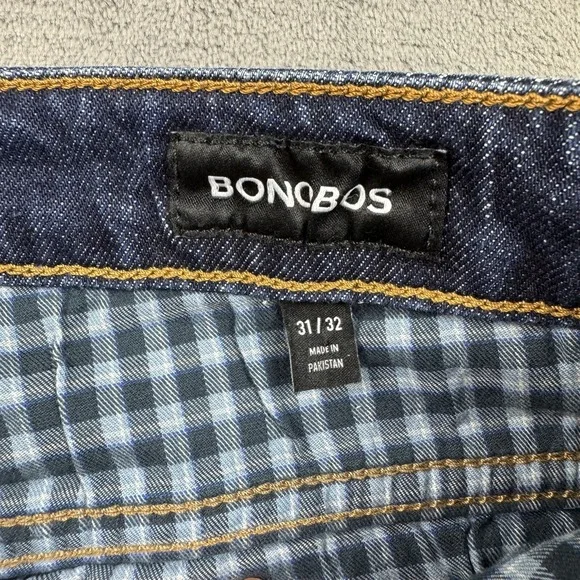 BONOBOS
31 / 32
MADE IN
PAKISTAN